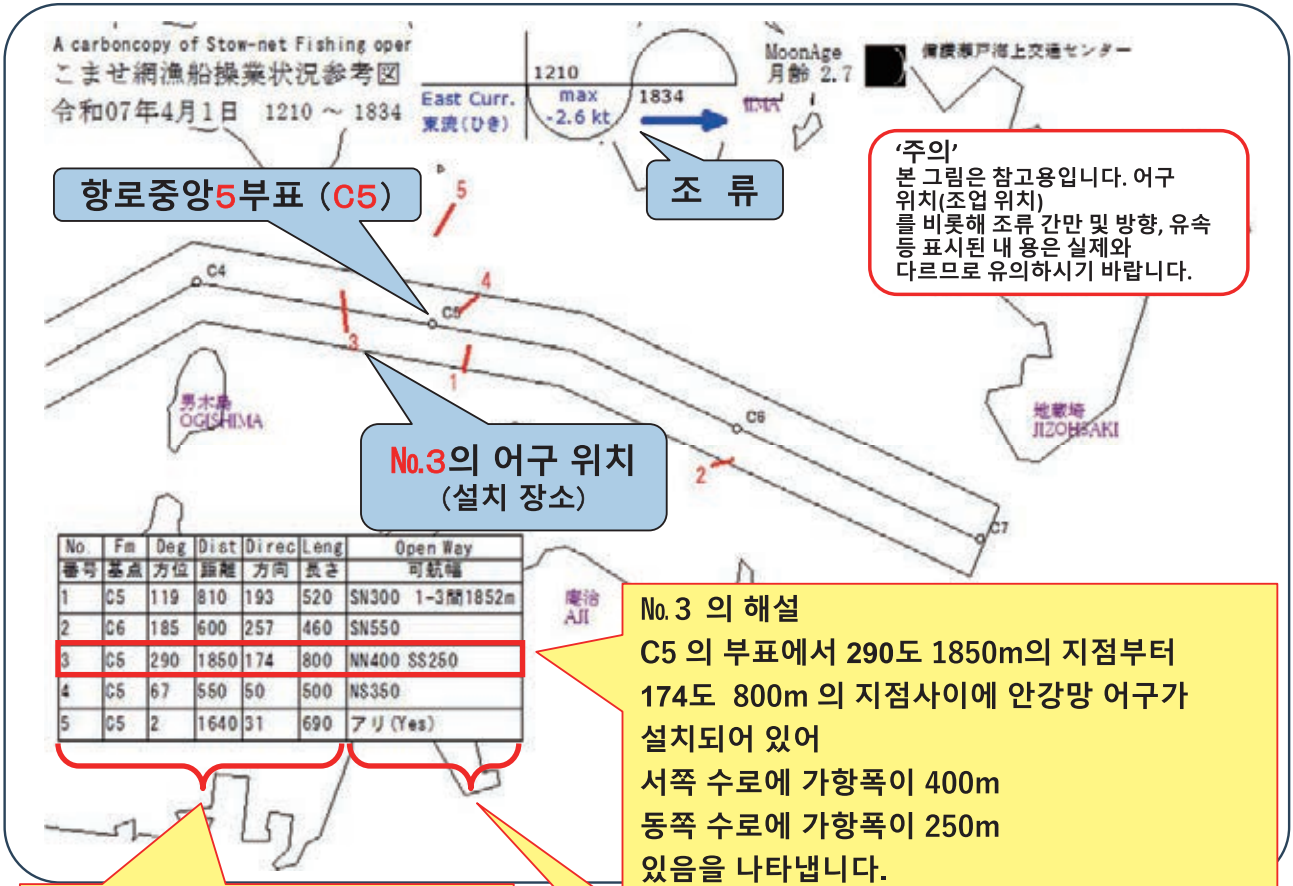 A carboncopy of Stow-net Fishing oper
こませ網漁船操業状況参考図
令和07年4月1日 1210 ～ 1834
East Curr.
東流(ひき)
1210
max
-2.6 kt
1834
MoonAge
月齢 2.7
備讃瀬戸海上交通センター
IIMA
'주의'
본 그림은 참고용입니다. 어구
위치(조업 위치)
를 비롯해 조류 간만 및 방향, 유속
등 표시된 내 용은 실제와
다르므로 유의하시기 바랍니다.
조 류
항로중앙5부표 (C5)
5
C4
4
C5
3
1
男木島
OGISHIMA
C6
地蔵埼
JIZOHSAKI
2
C7
№.3의 어구 위치
(설치 장소)
No. Fm Deg Dist Direc Leng Open Way
番号 基点 方位 距離 方向 長さ 可航幅
1 C5 119 810 193 520 SN300 1-3間1852m
2 C6 185 600 257 460 SN550
3 C5 290 1850 174 800 NN400 SS250
4 C5 67 550 50 500 NS350
5 C5 2 1640 31 690 アリ(Yes)
庵治
AJI
№.3 의 해설
C5 의 부표에서 290도 1850m의 지점부터
174도 800m 의 지점사이에 안강망 어구가
설치되어 있어
서쪽 수로에 가항폭이 400m
동쪽 수로에 가항폭이 250m
있음을 나타냅니다.